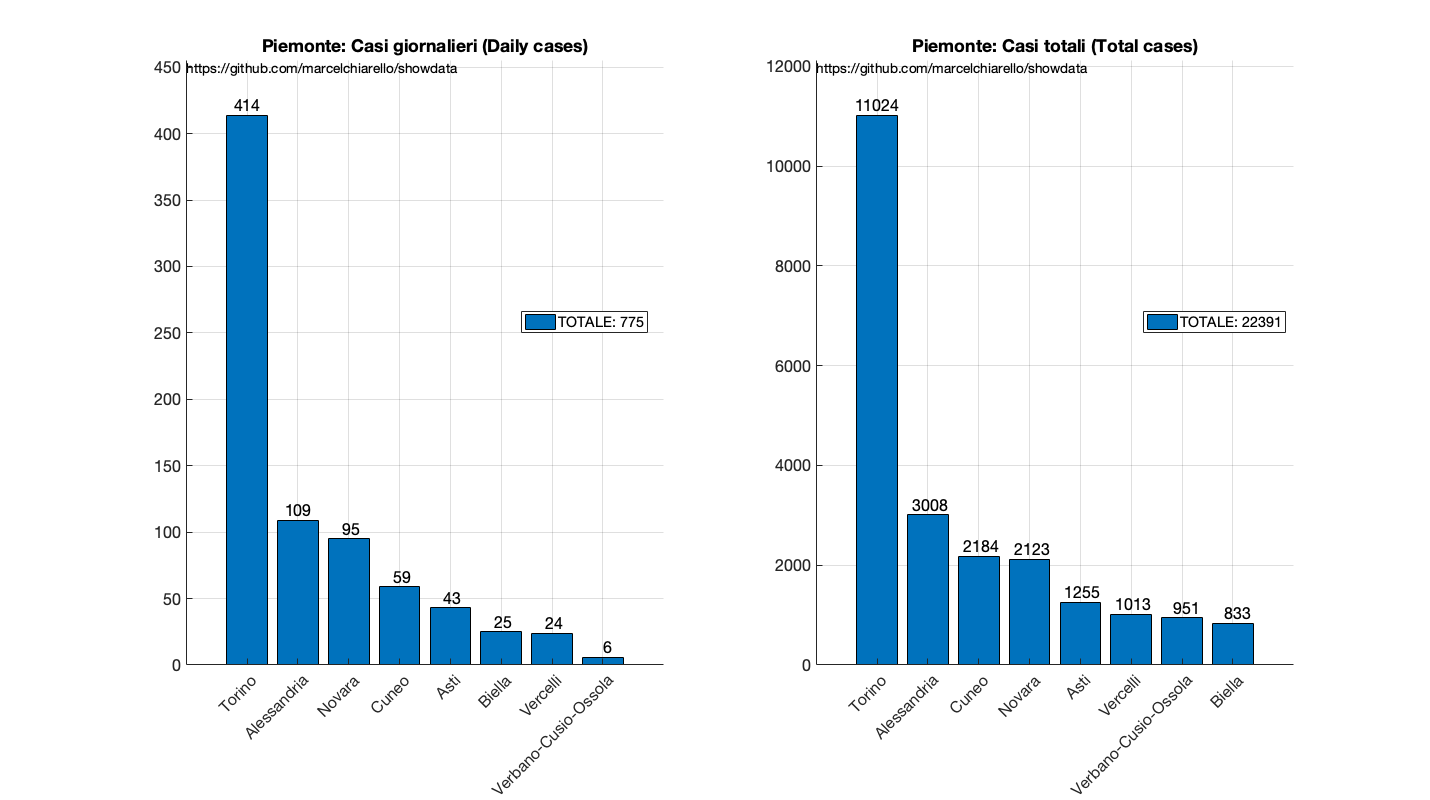 Piemonte: Casi giornalieri (Daily cases)
https://github.com/marcelchiarello/showdata
450
400
350
300
250
200
150
100
50
0
414
109
95
59
43
25
24
6
TOTALE: 775
Torino
Alessandria
Novara
Cuneo
Asti
Biella
Vercelli
Verbano-Cusio-Ossola
Piemonte: Casi totali (Total cases)
https://github.com/marcelchiarello/showdata
12000
10000
8000
6000
4000
2000
0
11024
3008
2184
2123
1255
1013
951
833
TOTALE: 22391
Torino
Alessandria
Cuneo
Novara
Asti
Vercelli
Verbano-Cusio-Ossola
Biella